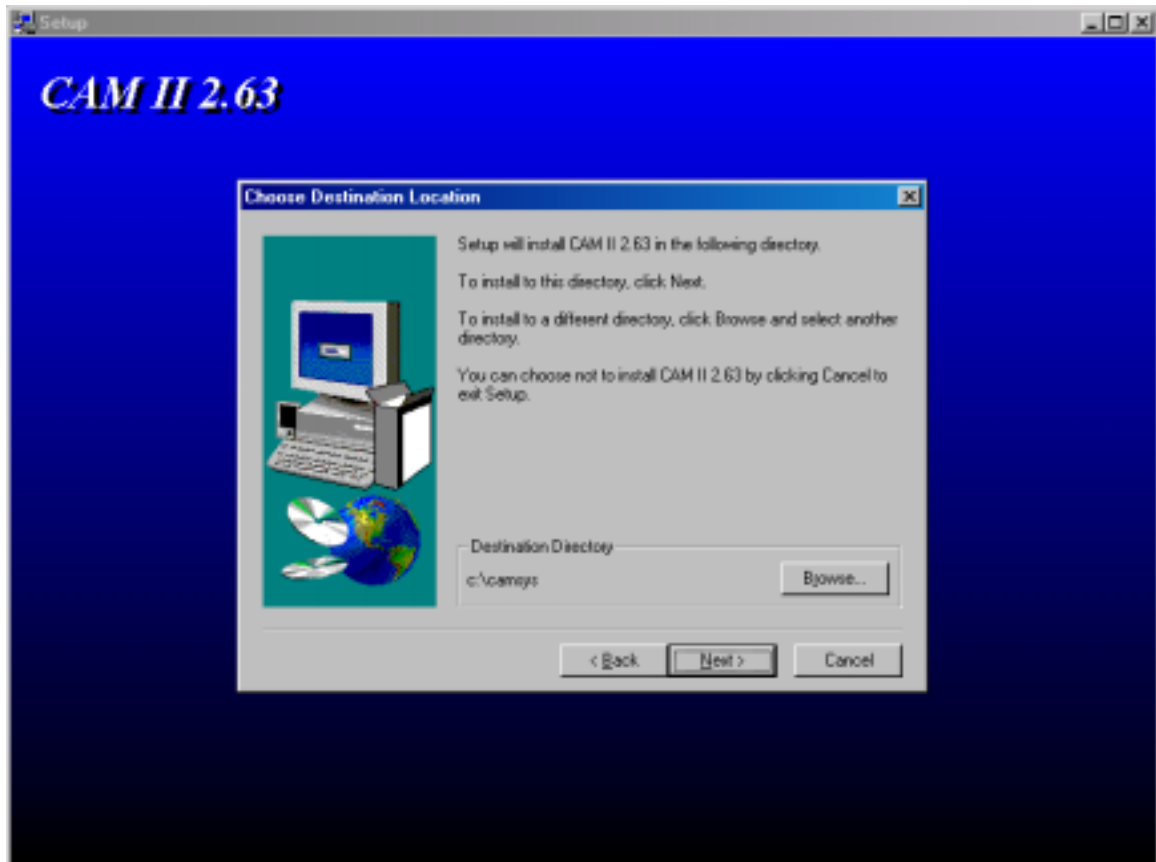 Setup
CAM II 2.63
Choose Destination Location
Setup will install CAM II 2.63 in the following directory.
To install to this directory, click Next.
To install to a different directory, click Browse and select another
directory.
You can choose not to install CAM II 2.63 by clicking Cancel to
exit Setup.
Destination Directory
c:\camsys
Browse...
< Back
Next >
Cancel